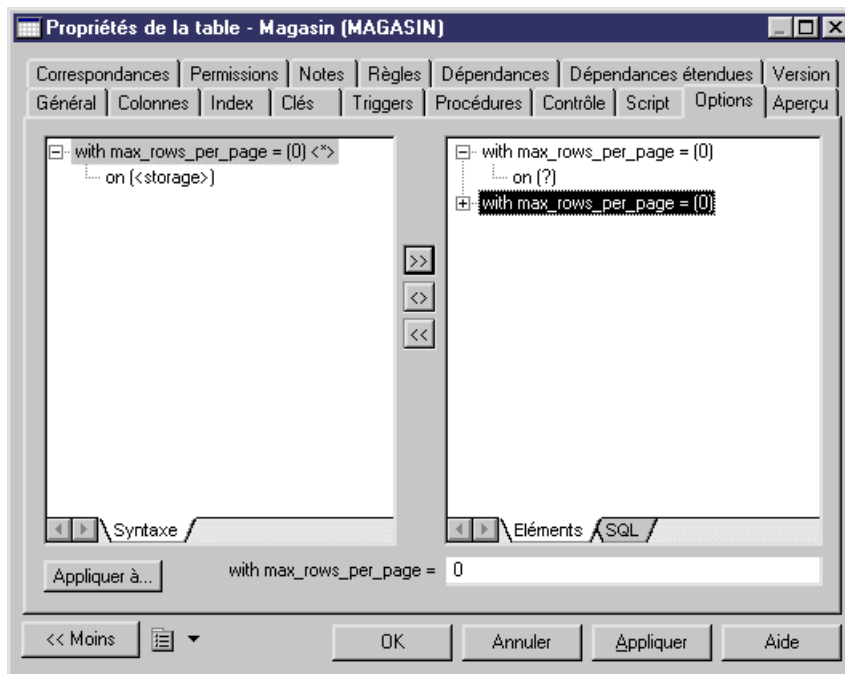 Propriétés de la table - Magasin (MAGASIN)
Correspondances Permissions Notes Règles Dépendances Dépendances étendues Version
Général Colonnes Index Clés Triggers Procédures Contrôle Script Options Aperçu
with max_rows_per_page = (0) <*>
on (<storage>)
with max_rows_per_page = (0)
on (?)
with max_rows_per_page = (0)
>>
<>
<<
Syntaxe
Eléments SQL
Appliquer à...
with max_rows_per_page = 0
<< Moins
OK
Annuler
Appliquer
Aide